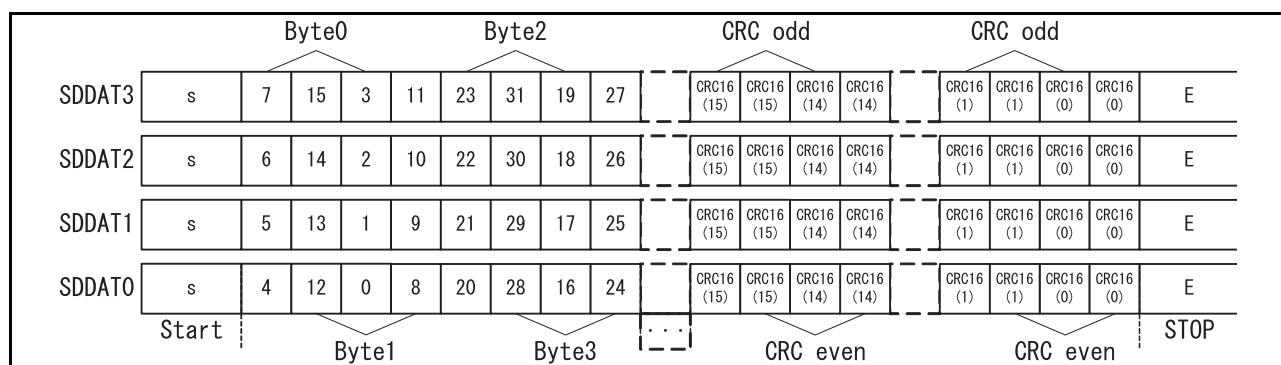 Byte0 Byte2 CRC odd CRC odd
SDDAT3 s 7 15 3 11 23 31 19 27 CRC16 (15) CRC16 (15) CRC16 (14) CRC16 (14) CRC16 (1) CRC16 (1) CRC16 (0) CRC16 (0) E
SDDAT2 s 6 14 2 10 22 30 18 26 CRC16 (15) CRC16 (15) CRC16 (14) CRC16 (14) CRC16 (1) CRC16 (1) CRC16 (0) CRC16 (0) E
SDDAT1 s 5 13 1 9 21 29 17 25 CRC16 (15) CRC16 (15) CRC16 (14) CRC16 (14) CRC16 (1) CRC16 (1) CRC16 (0) CRC16 (0) E
SDDAT0 s 4 12 0 8 20 28 16 24 CRC16 (15) CRC16 (15) CRC16 (14) CRC16 (14) CRC16 (1) CRC16 (1) CRC16 (0) CRC16 (0) E
Start ... STOP
Byte1 Byte3 CRC even CRC even